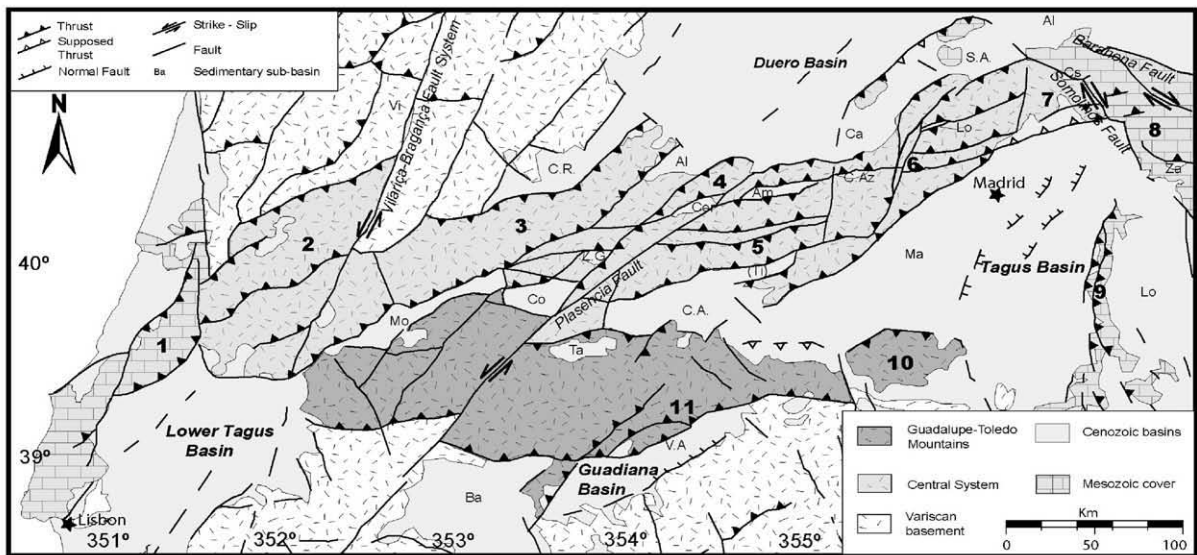 Thrust
Supposed
Thrust
Normal Fault
Strike - Slip
Fault
Ba Sedimentary sub-basin
N
Vilariça-Bragança Fault System
Vi
C.R.
Al
Duero Basin
S.A.
Al
Barahona Fault
Cs
Somolinos Fault
7
8
Za
Ca
Lo
6
C.Az
Madrid
4
Am
Cor
3
2
5
(Ti)
Ma
Tagus Basin
9
Lo
40º
1
Mo
Co
Plasencia Fault
C.A.
Ta
10
11
V.A.
Lower Tagus
Basin
Guadiana
Basin
Ba
39º
Lisbon
351º
352º
353º
354º
355º
Guadalupe-Toledo
Mountains
Central System
Variscan
basement
Cenozoic basins
Mesozoic cover
Km
0 50 100